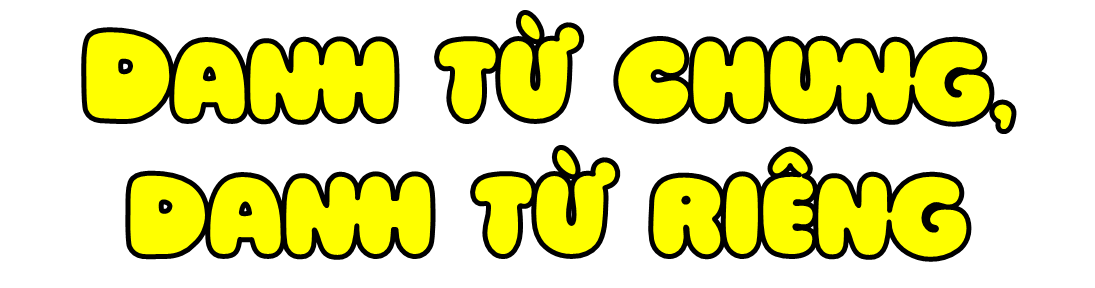 DANH TỪ CHUNG,
DANH TỪ RIÊNG